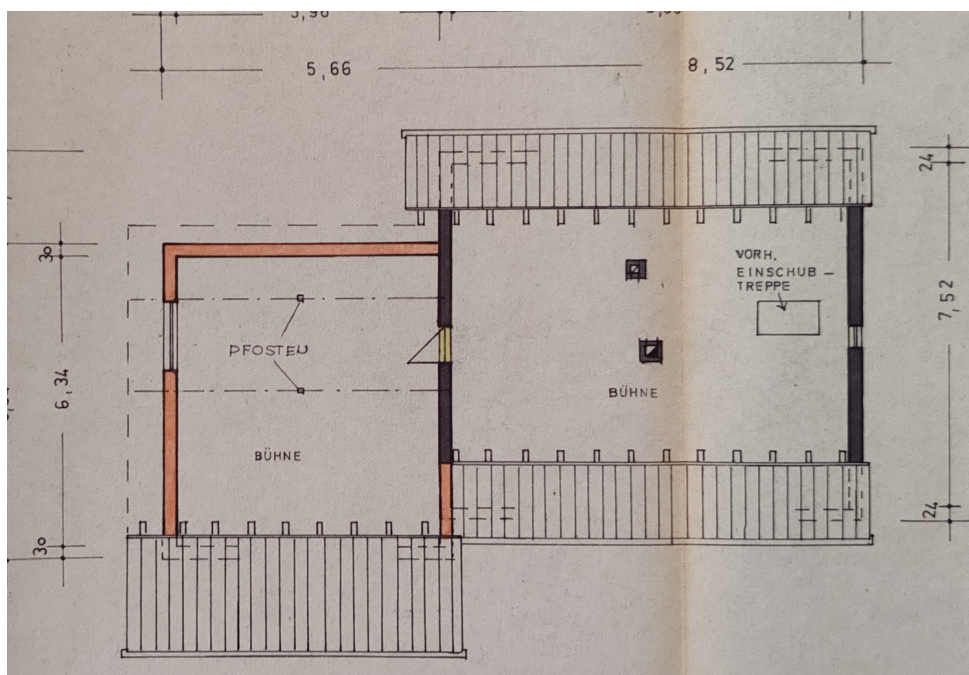 5,66
8,52
24
VORH.
EINSCHUB –
TREPPE
30
7,52
PFOSTEN
6,34
BÜHNE
BÜHNE
24
30